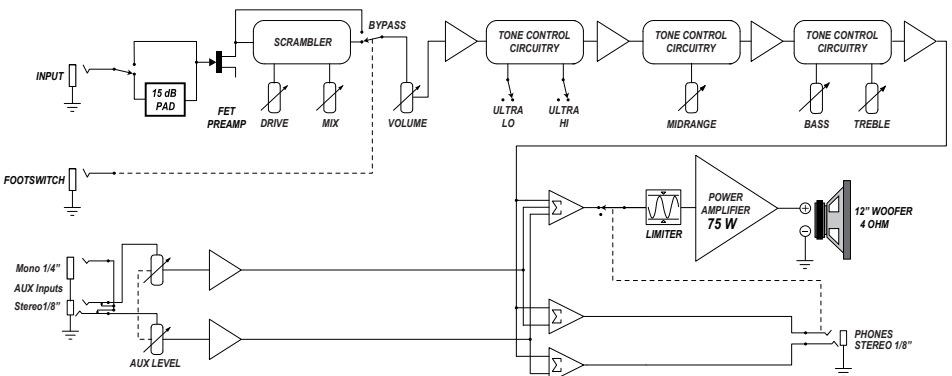 SCRAMBLER
BYPASS
TONE CONTROL
CIRCUITRY
TONE CONTROL
CIRCUITRY
TONE CONTROL
CIRCUITRY
INPUT
15 dB
PAD
FET
PREAMP
DRIVE
MIX
VOLUME
ULTRA
LO
ULTRA
HI
MIDRANGE
BASS
TREBLE
FOOTSWITCH
Σ
LIMITER
POWER
AMPLIFIER
75 W
+
−
12” WOOFER
4 OHM
Mono 1/4”
AUX Inputs
Stereo1/8”
AUX LEVEL
Σ
Σ
PHONES
STEREO 1/8”